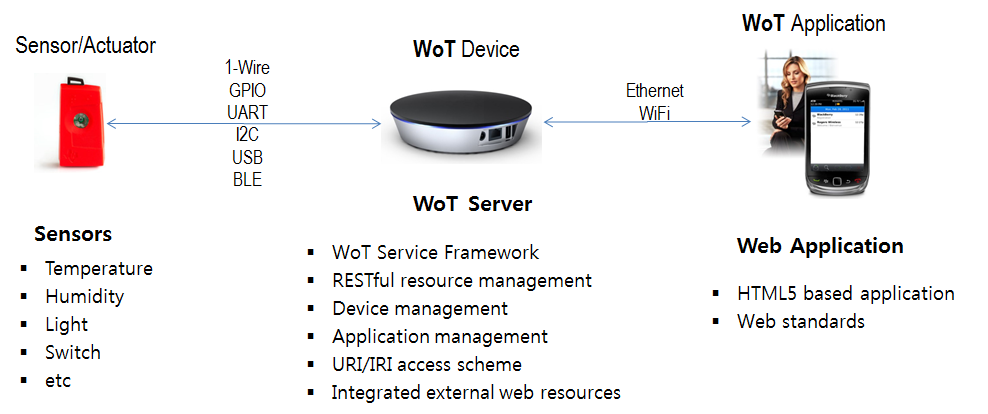 Sensor/Actuator
WoT Device
WoT Application
1-Wire
GPIO
UART
I2C
USB
BLE
Ethernet
WiFi
BlackBerry
Sensors
▪ Temperature
▪ Humidity
▪ Light
▪ Switch
▪ etc
WoT Server
▪ WoT Service Framework
▪ RESTful resource management
▪ Device management
▪ Application management
▪ URI/IRI access scheme
▪ Integrated external web resources
Web Application
▪ HTML5 based application
▪ Web standards